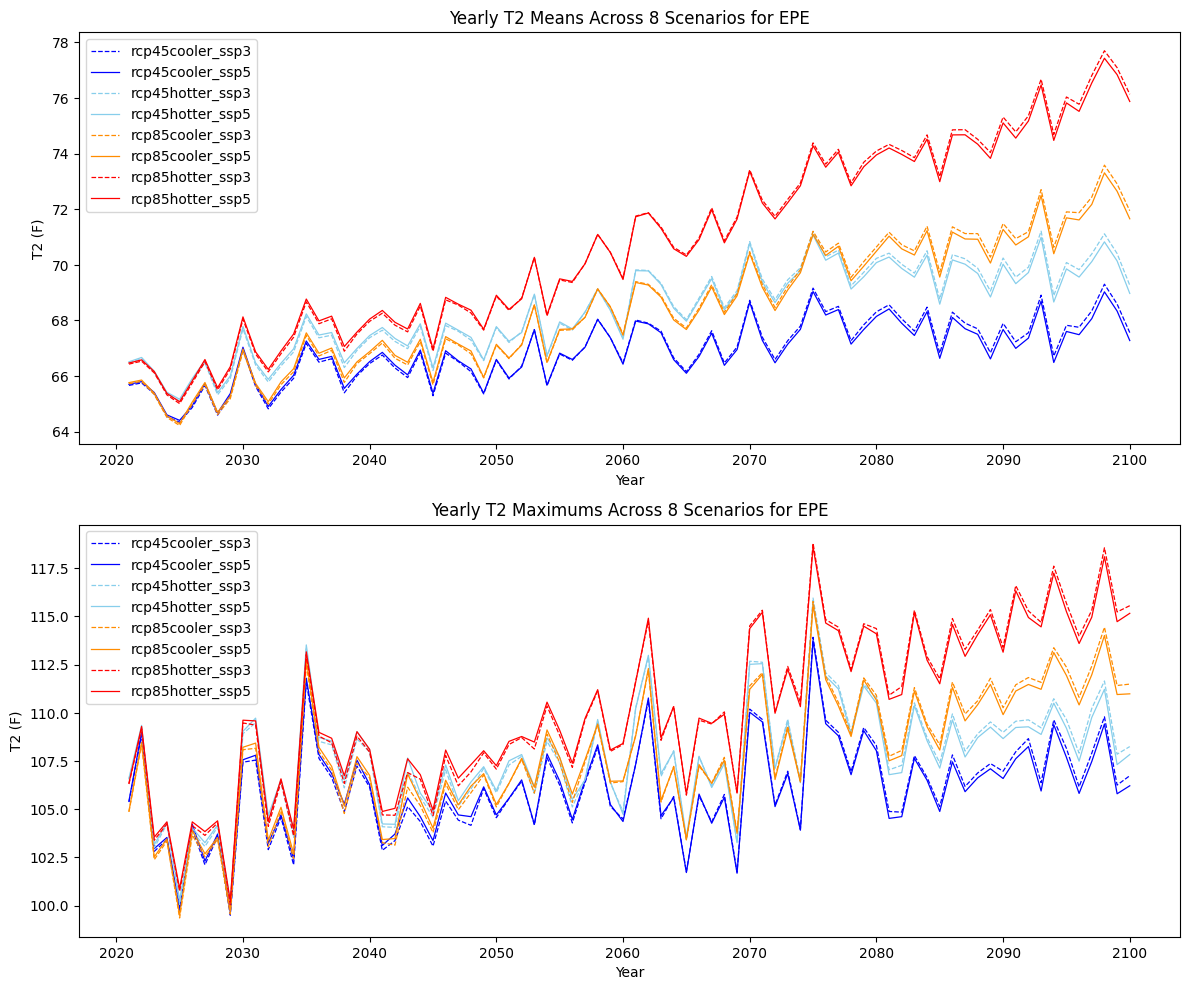 Yearly T2 Means Across 8 Scenarios for EPE
78
76
74
72
70
68
66
64
T2 (F)
rcp45cooler_ssp3
rcp45cooler_ssp5
rcp45hotter_ssp3
rcp45hotter_ssp5
rcp85cooler_ssp3
rcp85cooler_ssp5
rcp85hotter_ssp3
rcp85hotter_ssp5
2020 2030 2040 2050 2060 2070 2080 2090 2100
Year
Yearly T2 Maximums Across 8 Scenarios for EPE
117.5
115.0
112.5
110.0
107.5
105.0
102.5
100.0
T2 (F)
rcp45cooler_ssp3
rcp45cooler_ssp5
rcp45hotter_ssp3
rcp45hotter_ssp5
rcp85cooler_ssp3
rcp85cooler_ssp5
rcp85hotter_ssp3
rcp85hotter_ssp5
2020 2030 2040 2050 2060 2070 2080 2090 2100
Year